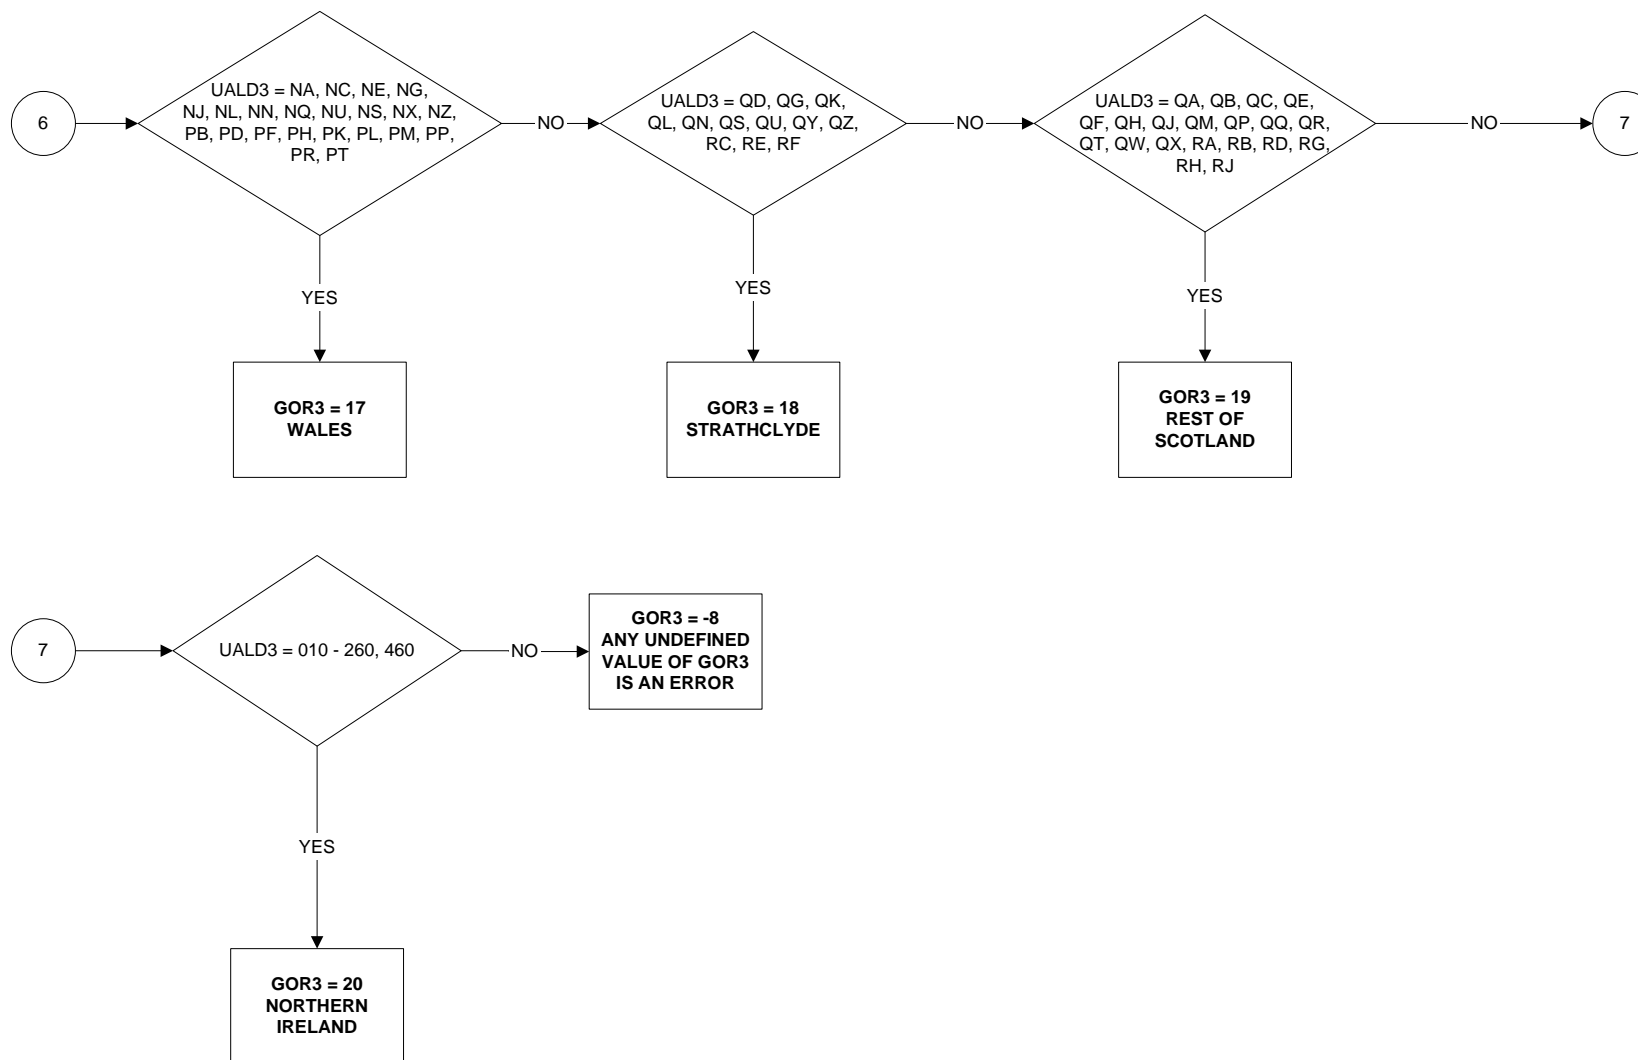 6
UALD3 = NA, NC, NE, NG,
NJ, NL, NN, NQ, NU, NS, NX, NZ,
PB, PD, PF, PH, PK, PL, PM, PP,
PR, PT
NO
UALD3 = QD, QG, QK,
QL, QN, QS, QU, QY, QZ,
RC, RE, RF
NO
UALD3 = QA, QB, QC, QE,
QF, QH, QJ, QM, QP, QQ, QR,
QT, QW, QX, RA, RB, RD, RG,
RH, RJ
NO
7
YES
YES
YES
GOR3 = 17
WALES
GOR3 = 18
STRATHCLYDE
GOR3 = 19
REST OF
SCOTLAND
7
UALD3 = 010 - 260, 460
NO
GOR3 = -8
ANY UNDEFINED
VALUE OF GOR3
IS AN ERROR
YES
GOR3 = 20
NORTHERN
IRELAND